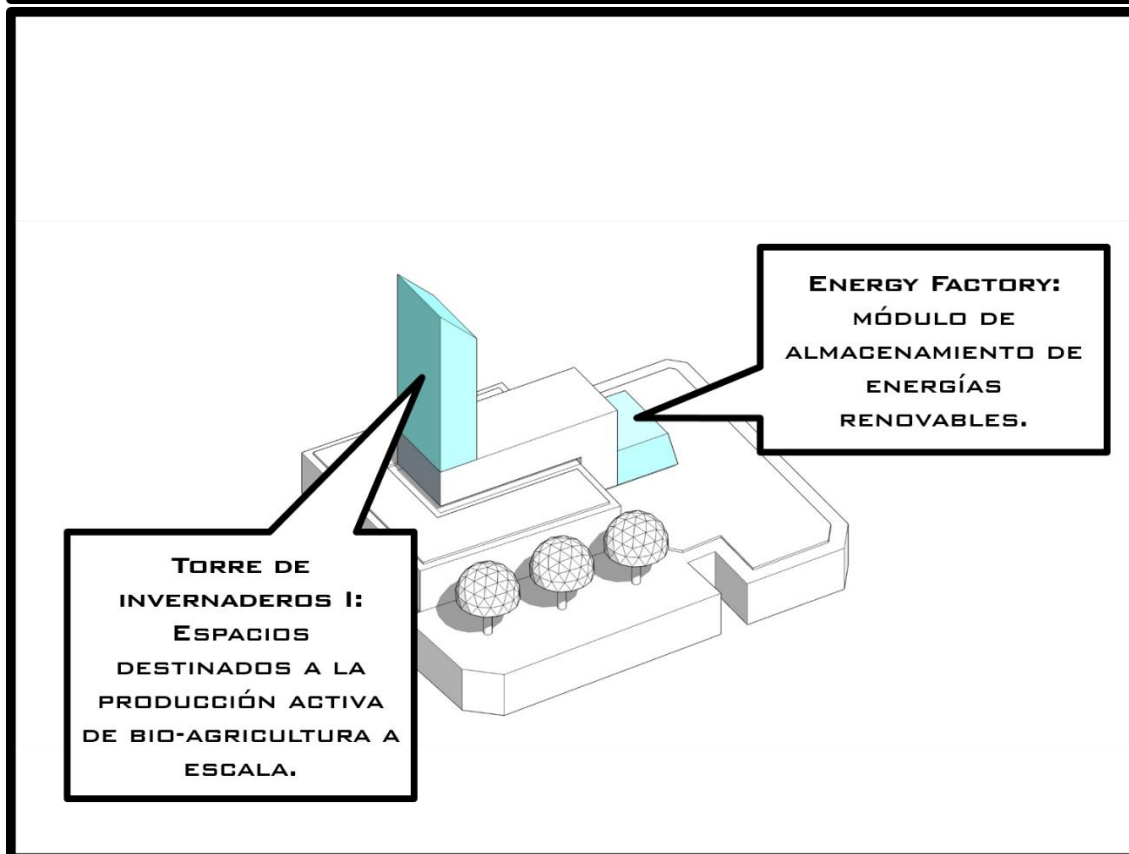 ENERGY FACTORY:
MÓDULO DE
ALMACENAMIENTO DE
ENERGÍAS
RENOVABLES.
TORRE DE
INVERNADEROS I:
ESPACIOS
DESTINADOS A LA
PRODUCCIÓN ACTIVA
DE BIO-AGRICULTURA A
ESCALA.